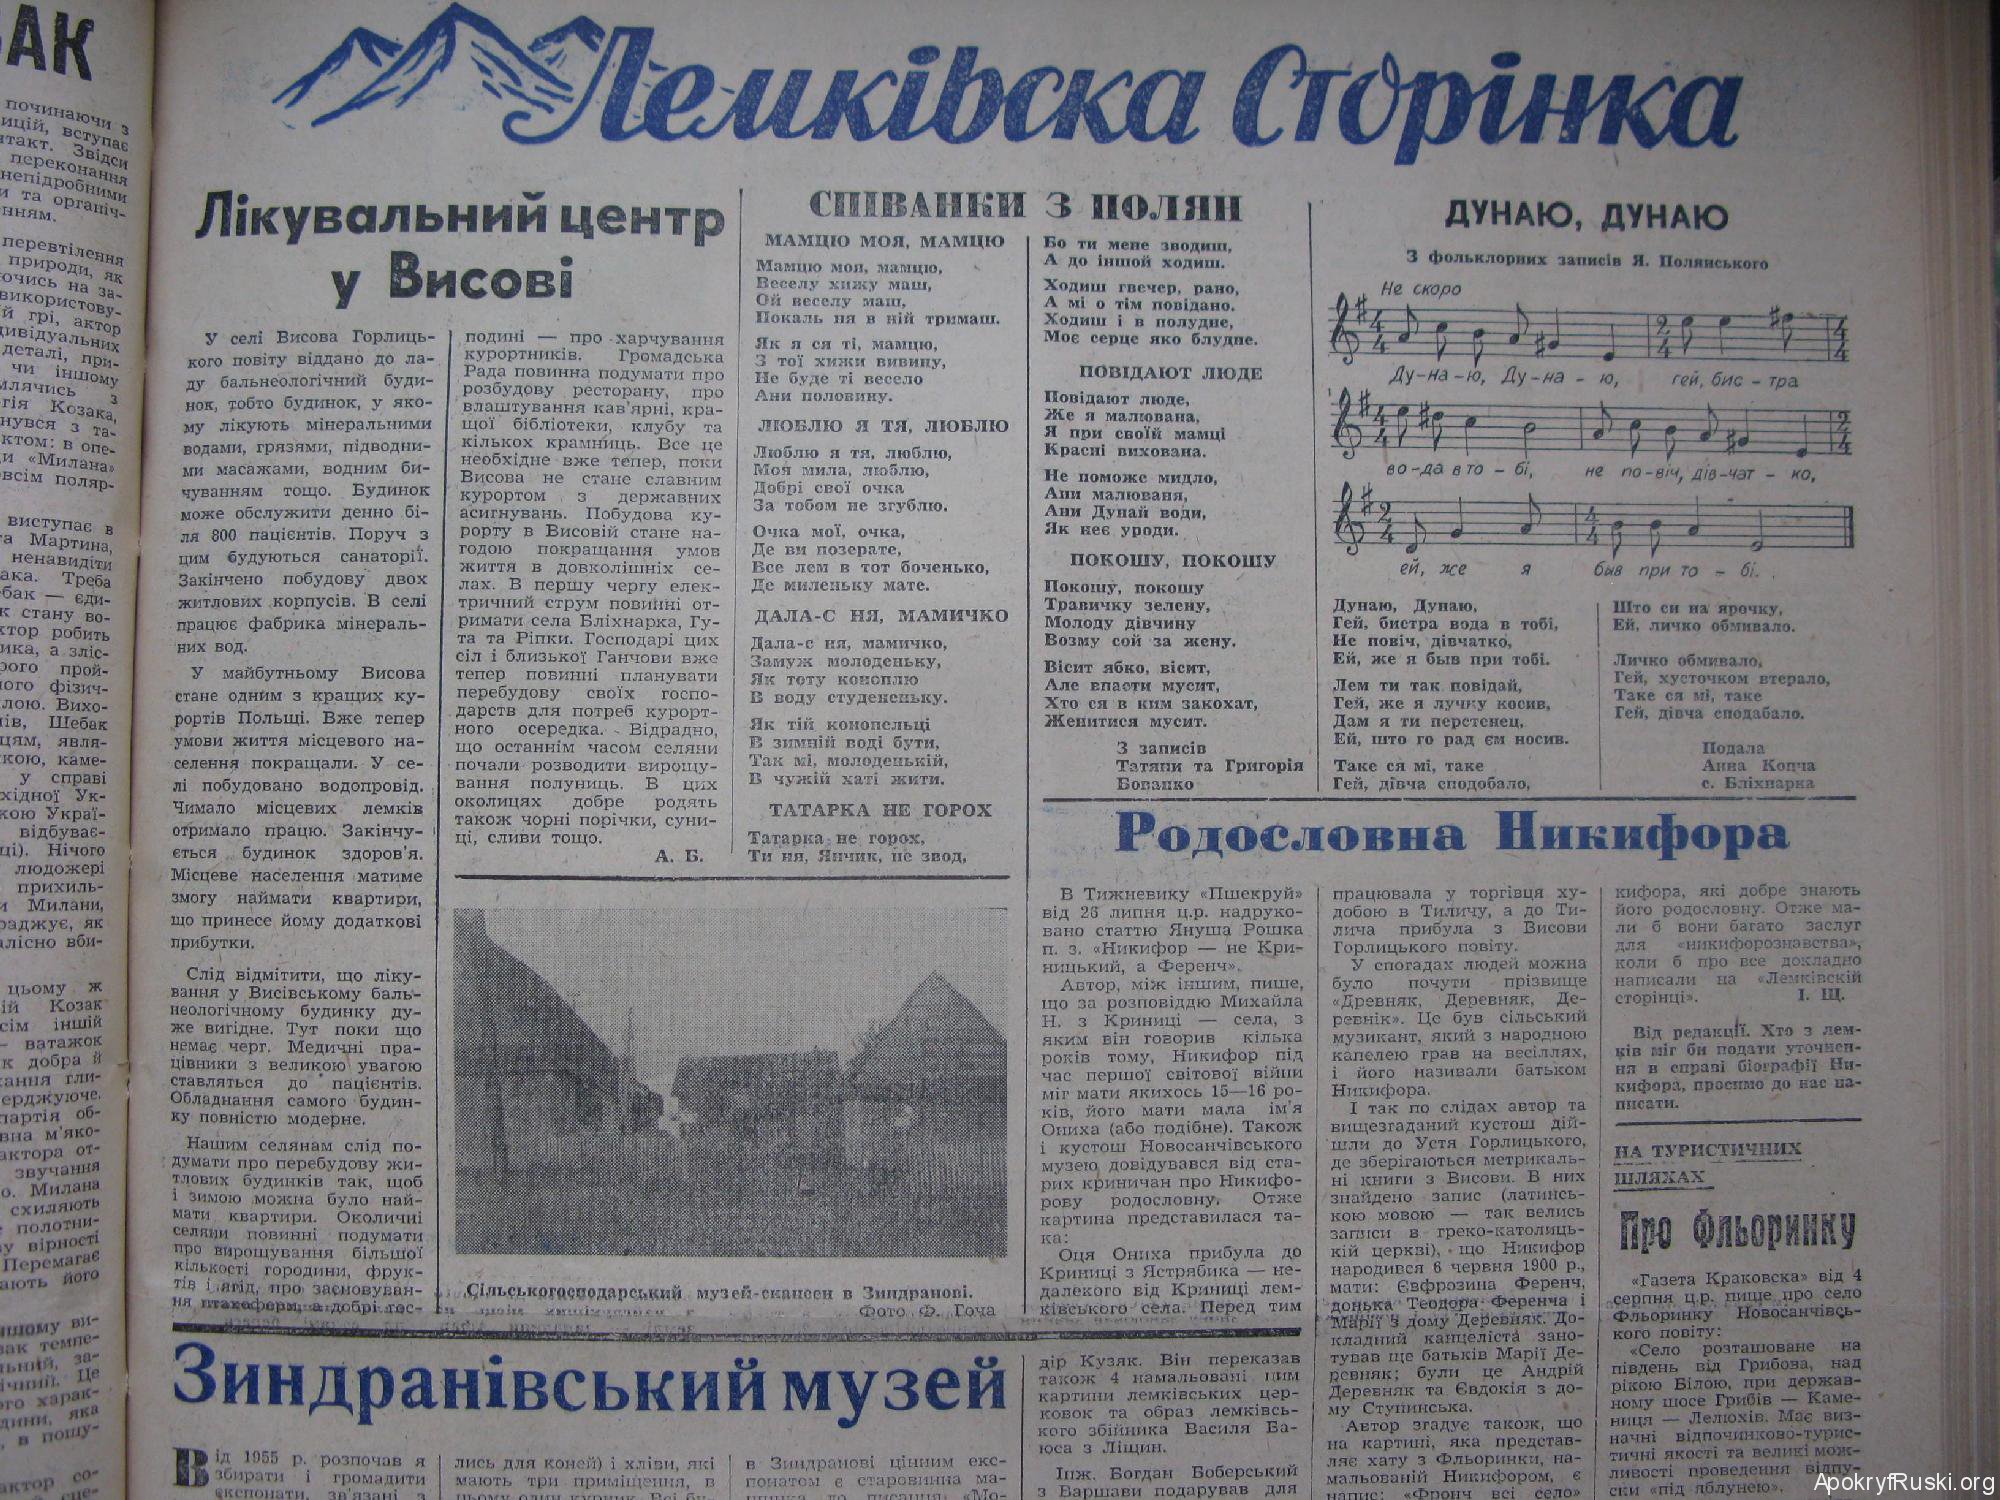 Лемківска Сторінка
Лікувальний центр
у Висові
У селі Висова Горлиць-
кого повіту віддано до ла-
ду бальнеологічний буди-
нок, тобто будинок, у яко-
му лікують мінеральними
водами, грязями, підводни-
ми масажами, водним би-
чуванням тощо. Будинок
може обслужити денно бі-
ля 800 пацієнтів. Поруч з
цим будуються санаторії.
Закінчено побудову двох
житлових корпусів. В селі
працює фабрика мінераль-
них вод.
У майбутньому Висова
стане одним з кращих ку-
рортів Польщі. Вже тепер
умови життя місцевого на-
селення покращали. У се-
лі побудовано водопровід.
Чимало місцевих лемків
отримало працю. Закінчу-
ється будинок здоров'я.
Місцеве населення матиме
змогу наймати квартири,
що принесе йому додаткові
прибутки.
Слід відмітити, що ліку-
вання у Висівському баль-
неологічному будинку ду-
же вигідне. Тут поки що
немає черг. Медичні пра-
цівники з великою увагою
ставляться до пацієнтів.
Обладнання самого будин-
ку повністю модерне.
Нашим селянам слід по-
думати про перебудову жи-
тлових будинків так, щоб
і зимою можна було най-
мати квартири. Околичні
селяни повинні подумати
про вирощування більшої
кількості городини, фрук-
тів і ягід, про засновуван-
ня птахоферм, а добрі гос-
подині — про харчування
курортників. Громадська
Рада повинна подумати про
розбудову ресторану, про
влаштування кав'ярні, кра-
щої бібліотеки, клубу та
кількох крамниць. Все це
необхідне вже тепер, поки
Висова не стане славним
курортом з державних
асигнувань. Побудова ку-
рорту в Висовій стане на-
годою покращання умов
життя в довколишніх се-
лах. В першу чергу елек-
тричний струм повинні от-
римати села Бліхнарка, Гу-
та та Ріпки. Господарі цих
сіл і близької Ганчови вже
тепер повинні планувати
перебудову своїх госпо-
дарств для потреб курорт-
ного осередка. Відрадно,
що останнім часом селяни
почали розводити вирощу-
вання полуниць. В цих
околицях добре родять
також чорні порічки, суни-
ці, сливи тощо.
А. Б.
СПІВАНКИ З ПОЛЯН
МАМЦЮ МОЯ, МАМЦЮ
Мамцю моя, мамцю,
Веселу хижу маш,
Ой веселу маш,
Покаль ня в ній тримаш.
Як я ся ті, мамцю,
З тої хижи вивину,
Не буде ті весело
Ани половину.
ЛЮБЛЮ Я ТЯ, ЛЮБЛЮ
Люблю я тя, люблю,
Моя мила, люблю,
Добрі свої очка
За тобом не згублю.
Очка мої, очка,
Де ви позерате,
Все лем в тот боченько,
Де миленьку мате.
ДАЛА-С НЯ, МАМИЧКО
Дала-с ня, мамичко,
Замуж молоденьку,
Як тоту коноплю
В воду студененьку.
Як тій конопельці
В зимній воді бути,
Так мі, молоденькій,
В чужій хаті жити.
ТАТАРКА НЕ ГОРОХ
Татарка не горох,
Ти ня, Янчик, не звод,
Бо ти мене зводиш,
А до іншой ходиш.
Ходиш гвечер, рано,
А мі о тім повідано.
Ходиш і в полудне,
Моє серце яко блудне.
ПОВІДАЮТ ЛЮДЕ
Повідают люде,
Же я малювана,
Я при своїй мамці
Красні вихована.
Не поможе мидло,
Ани малюваня,
Ани Дунай води,
Як неє уроди.
ПОКОШУ, ПОКОШУ
Покошу, покошу
Травичку зелену,
Молоду дівчину
Возму сой за жену.
Вісит ябко, вісит,
Але впасти мусит,
Хто ся в ким закохат,
Женитися мусит.
З записів
Татяни та Григорія
Бованко
ДУНАЮ, ДУНАЮ
З фольклорних записів Я. Полянського
Не скоро
Ду-на-ю, Ду-на-ю, гей, бис-тра
во-да в то-бі, не по-віч, дів-чат-ко,
ей, же я быв при то-бі.
Дунаю, Дунаю,
Гей, бистра вода в тобі,
Не повіч, дівчатко,
Ей, же я быв при тобі.
Лем ти так повідай,
Гей, же я лучку косив,
Дам я ти перстенец,
Ей, што го рад єм носив.
Таке ся мі, таке
Гей, дівча сподобало,
Што си на ярочку,
Ей, личко обмивало.
Личко обмивало,
Гей, хусточком втерало,
Таке ся мі, таке
Гей, дівча сподобало.
Подала
Анна Копча
с. Бліхнарка
Родословна Никифора
В Тижневику «Пшекруй»
від 26 липня ц.р. надруко-
вано статтю Януша Рошка
п. з. «Никифор — не Кри-
ницький, а Ференч».
Автор, між іншим, пише,
що за розповіддю Михайла
Н. з Криниці — села, з
яким він говорив кілька
років тому, Никифор під
час першої світової війни
міг мати якихось 15—16 ро-
ків, його мати мала ім'я
Ониха (або подібне). Також
і кустош Новосанчівського
музею довідувався від ста-
рих криничан про Никифо-
рову родословну. Отже
картина представилася та-
ка:
Оця Ониха прибула до
Криниці з Ястрябика — не-
далекого від Криниці лем-
ківського села. Перед тим
працювала у торгівця ху-
добою в Тиличу, а до Ти-
лича прибула з Висови
Горлицького повіту.
У спогадах людей можна
було почути прізвище
«Древняк, Деревняк, Де-
ревнік». Це був сільський
музикант, який з народною
капелею грав на весіллях,
і його називали батьком
Никифора.
І так по слідах автор та
вищезгаданий кустош дій-
шли до Устя Горлицького,
де зберігаються метрикаль-
ні книги з Висови. В них
знайдено запис (латинсь-
кою мовою — так велись
записи в греко-католиць-
кій церкві), що Никифор
народився 6 червня 1900 р.,
мати: Євфрозина Ференч,
донька Теодора Ференча і
Марії з дому Деревняк. До-
кладний канцеліста зано-
тував ще батьків Марії Де-
ревняк; були це Андрій
Деревняк та Євдокія з до-
му Ступинська.
Автор згадує також, що
на картині, яка представ-
ляє хату з Фльоринки, на-
мальованій Никифором, є
напис: «Фронч всі село»
кифора, які добре знають
його родословну. Отже ма-
ли б вони багато заслуг
для «никифорознавства»,
коли б про все докладно
написали на «Лемківскій
сторінці».
І. Щ.
Від редакції. Хто з лем-
ків міг би подати уточнен-
ня в справі біографії Ни-
кифора, просимо до нас на-
писати.
НА ТУРИСТИЧНИХ
ШЛЯХАХ
Про Фльоринку
«Газета Краковска» від 4
серпня ц.р. пише про село
Фльоринку Новосанчівсь-
кого повіту:
«Село розташоване на
південь від Грибова, над
рікою Білою, при держав-
ному шосе Грибів — Каме-
ниця — Лелюхів. Має виз-
начні відпочинково-турис-
тичні якості та великі мож-
ливості проведення відпу-
ски «під яблунею».
Сільськогосподарський музей-скансен в Зиндранові.
Фото Ф. Гоча
Зиндранівський музей
Від 1955 р. розпочав я
збирати і громадити
експонати, зв'язані з
лись для коней) і хліви, які
мають три приміщення, в
в Зиндранові цінним екс-
понатом є старовинна ма-
дір Кузяк. Він переказав
також 4 намальовані ним
картини лемківських цер-
ковок та образ лемківсь-
кого збійника Василя Ба-
юса з Ліщин.
Інж. Богдан Боберський
з Варшави подарував для
ApokryfRuski.org